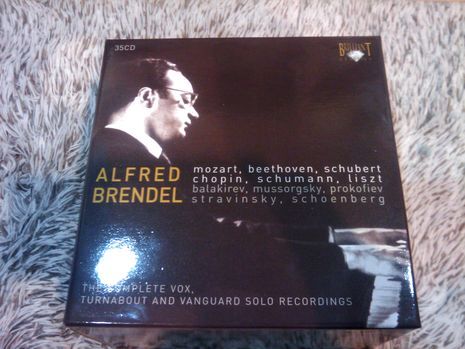 35CD
BRILLIANT
ALFRED
BRENDEL
mozart, beethoven, schubert
chopin, schumann, liszt
balakirev, mussorgsky, prokofiev
stravinsky, schoenberg
THE COMPLETE VOX,
TURNABOUT AND VANGUARD SOLO RECORDINGS